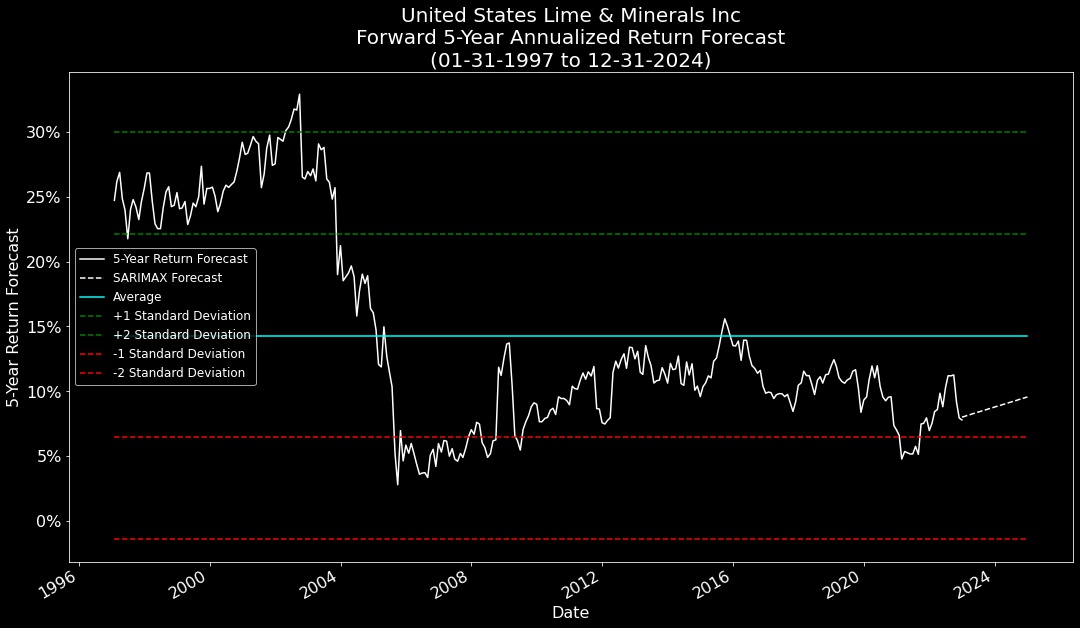 United States Lime & Minerals Inc
Forward 5-Year Annualized Return Forecast
(01-31-1997 to 12-31-2024)
5-Year Return Forecast
30%
25%
20%
15%
10%
5%
0%
5-Year Return Forecast
SARIMAX Forecast
Average
+1 Standard Deviation
+2 Standard Deviation
-1 Standard Deviation
-2 Standard Deviation
1996
2000
2004
2008
2012
2016
2020
2024
Date